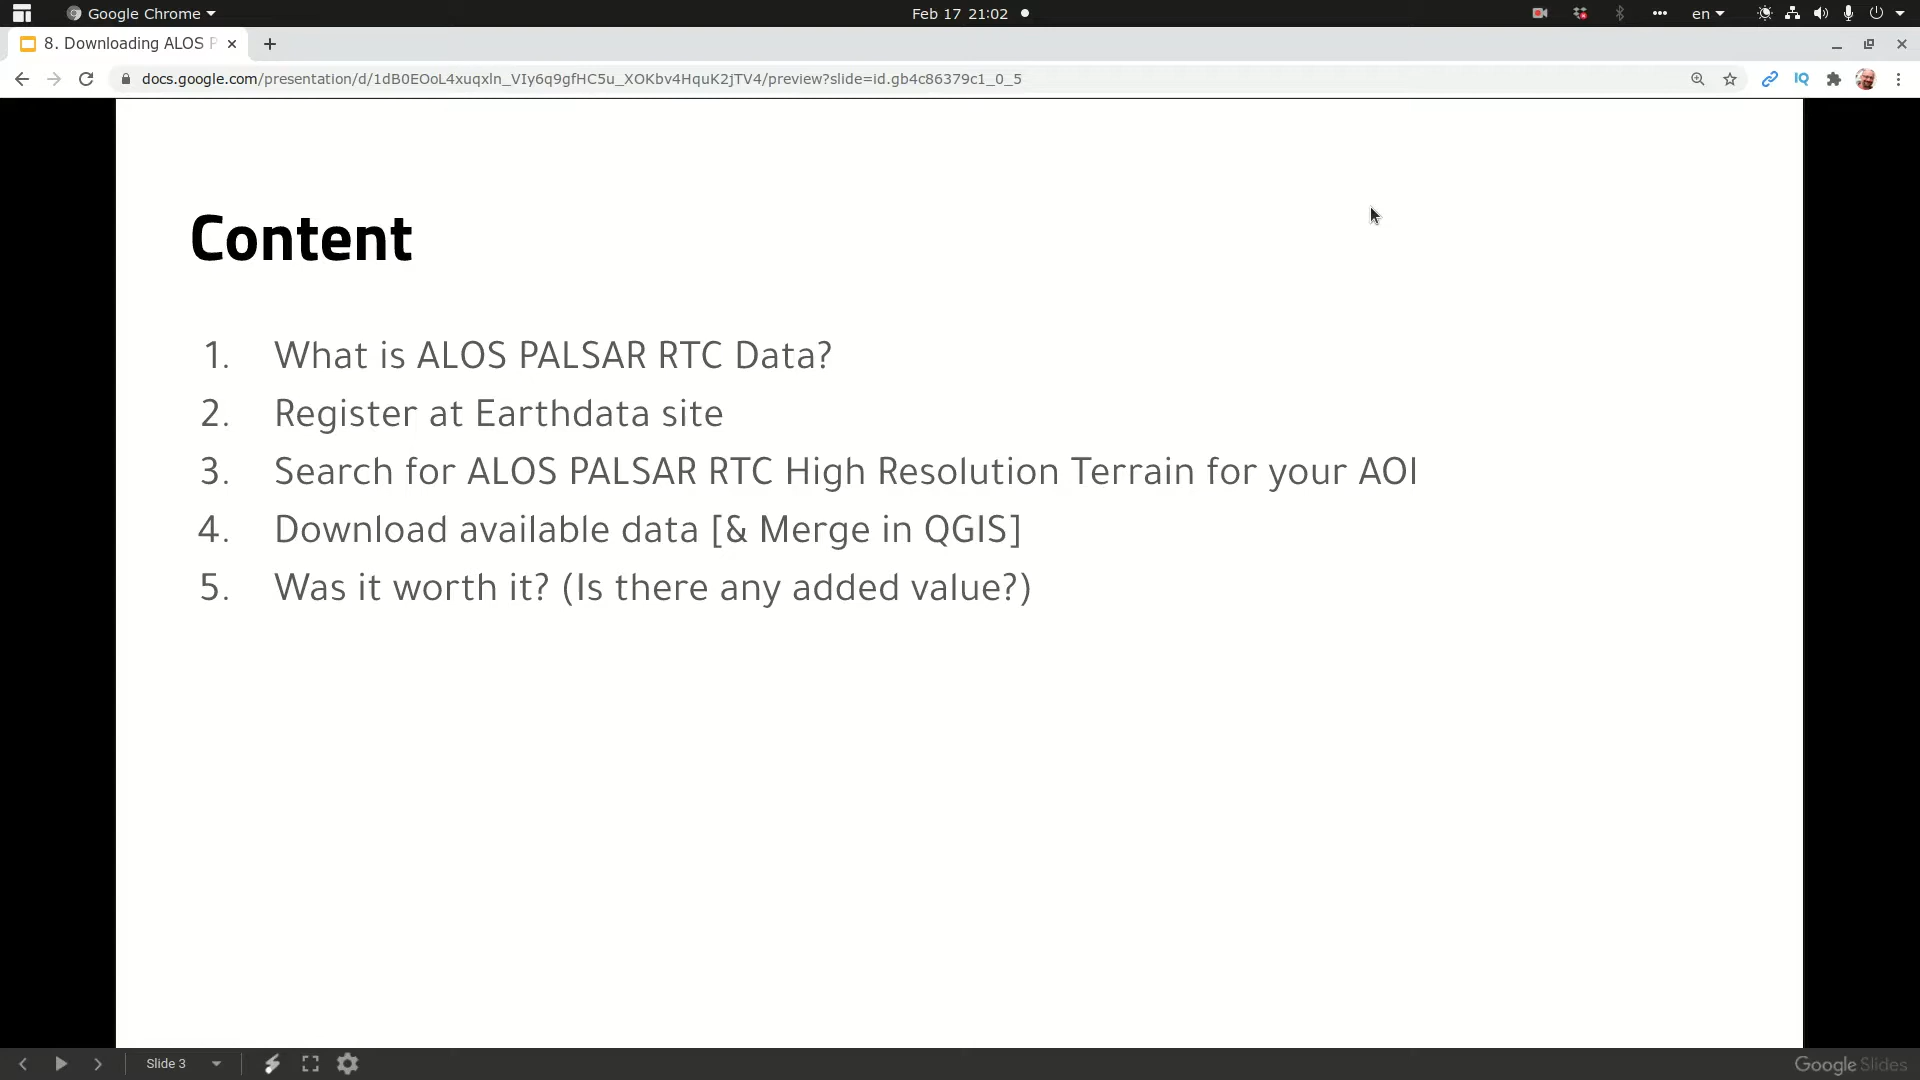 Google Chrome
Feb 17 21:02
en
8. Downloading ALOS P
docs.google.com/presentation/d/1dB0EOoL4xuqxln_VIy6q9gfHC5u_XOKbv4HquK2jTV4/preview?slide=id.gb4c86379c1_0_5
IQ
Content
1. What is ALOS PALSAR RTC Data?
2. Register at Earthdata site
3. Search for ALOS PALSAR RTC High Resolution Terrain for your AOI
4. Download available data [& Merge in QGIS]
5. Was it worth it? (Is there any added value?)
Slide 3
Google Slides